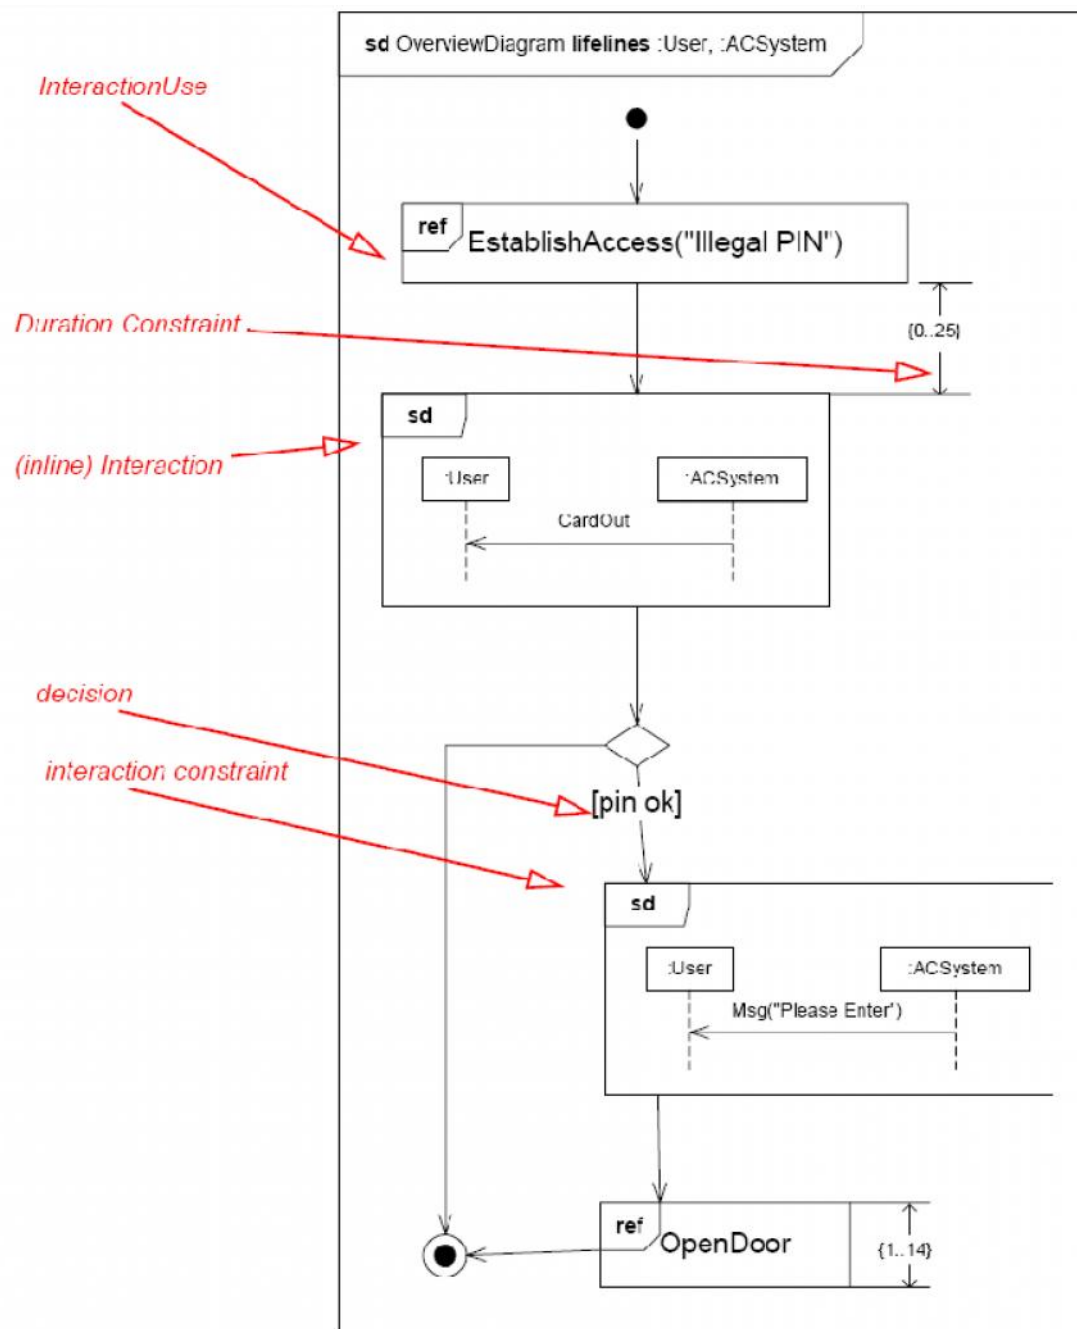 sd OverviewDiagram lifelines :User, :ACSystem
InteractionUse
ref
EstablishAccess("Illegal PIN")
Duration Constraint
{0..25}
sd
(inline) Interaction
:User
:ACSystem
CardOut
decision
interaction constraint
[pin ok]
sd
:User
:ACSystem
Msg("Please Enter")
ref
OpenDoor
{1..14}